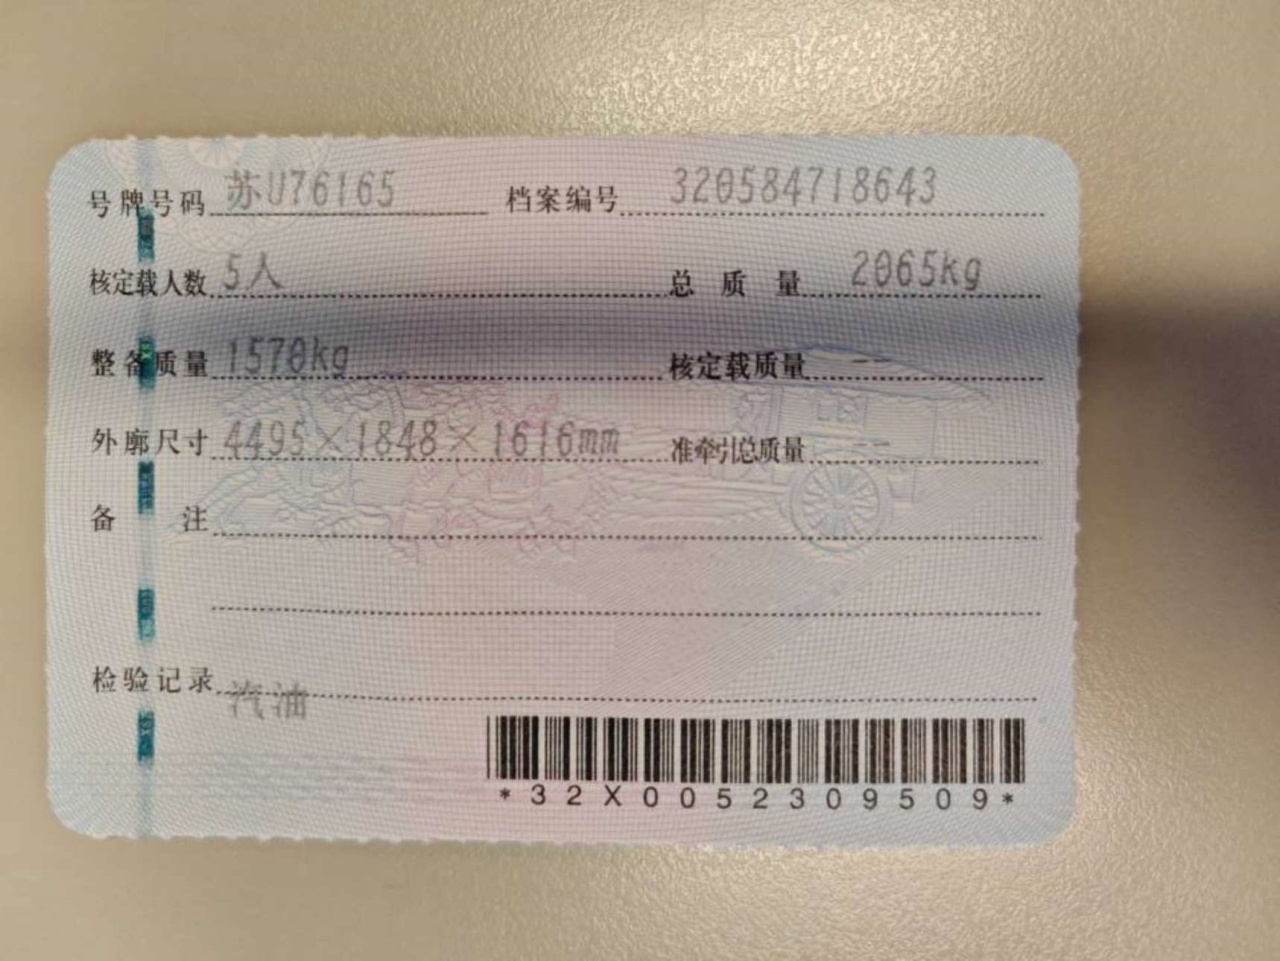 号牌号码 苏U76165 档案编号 320584718643
核定载人数 5人 总质量 2065kg
整备质量 1570kg 核定载质量 --
外廓尺寸 4495×1848×1616mm 准牵引总质量 --
备注
检验记录 汽油
*32X0052309509*